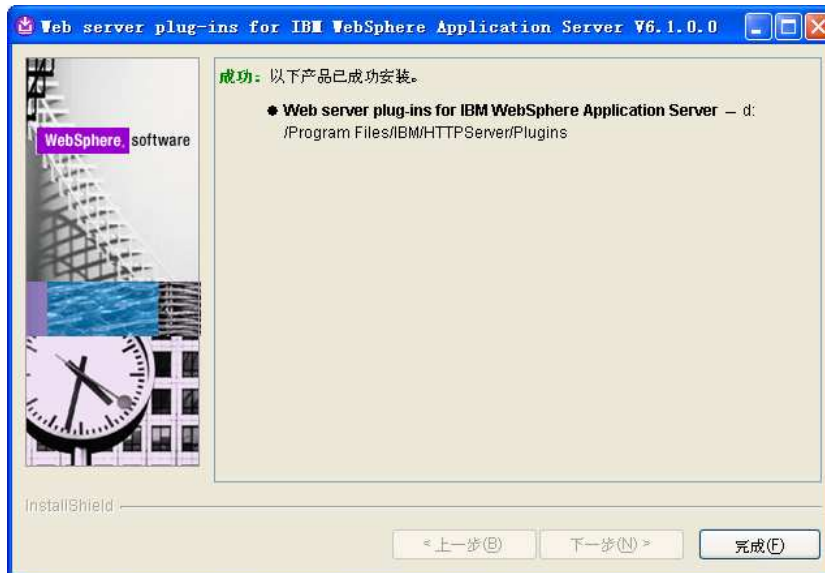 Web server plug-ins for IBM WebSphere Application Server V6.1.0.0
WebSphere. software
成功：以下产品已成功安装。
● Web server plug-ins for IBM WebSphere Application Server – d:
/Program Files/IBM/HTTPServer/Plugins
InstallShield
<上一步(B)
下一步(N)>
完成(F)